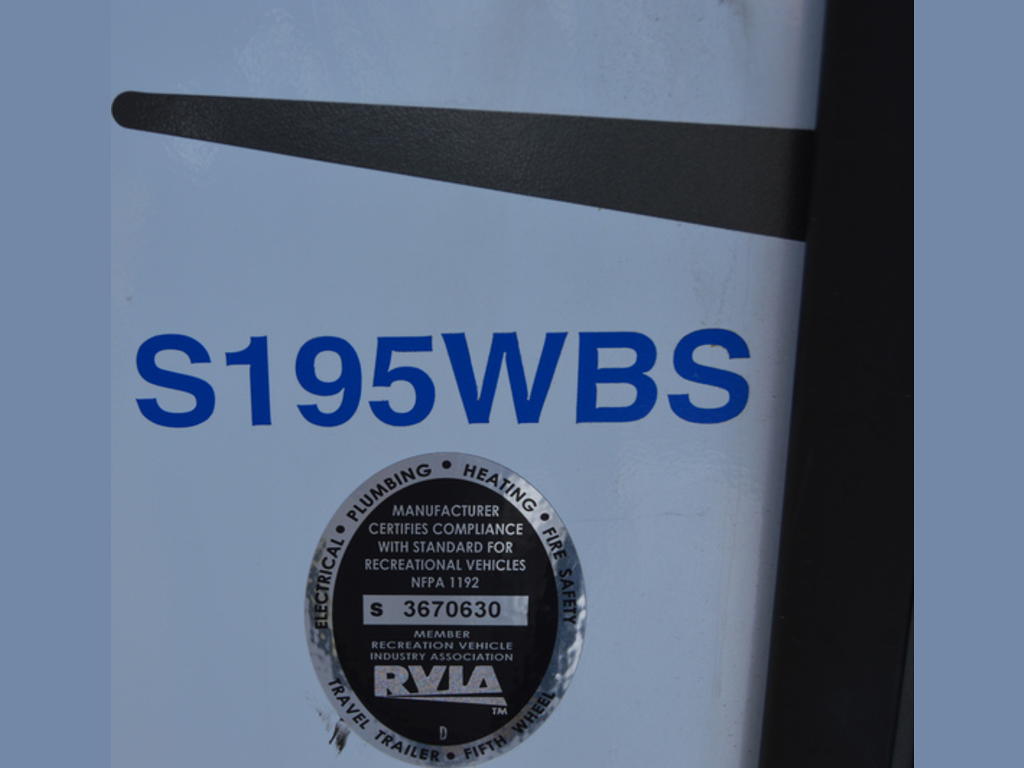 S195WBS
ELECTRICAL • PLUMBING • HEATING • FIRE SAFETY
MANUFACTURER
CERTIFIES COMPLIANCE
WITH STANDARD FOR
RECREATIONAL VEHICLES
NFPA 1192
S 3670630
MEMBER
RECREATION VEHICLE
INDUSTRY ASSOCIATION
RVIA
TM
D
TRAVEL TRAILER • FIFTH WHEEL